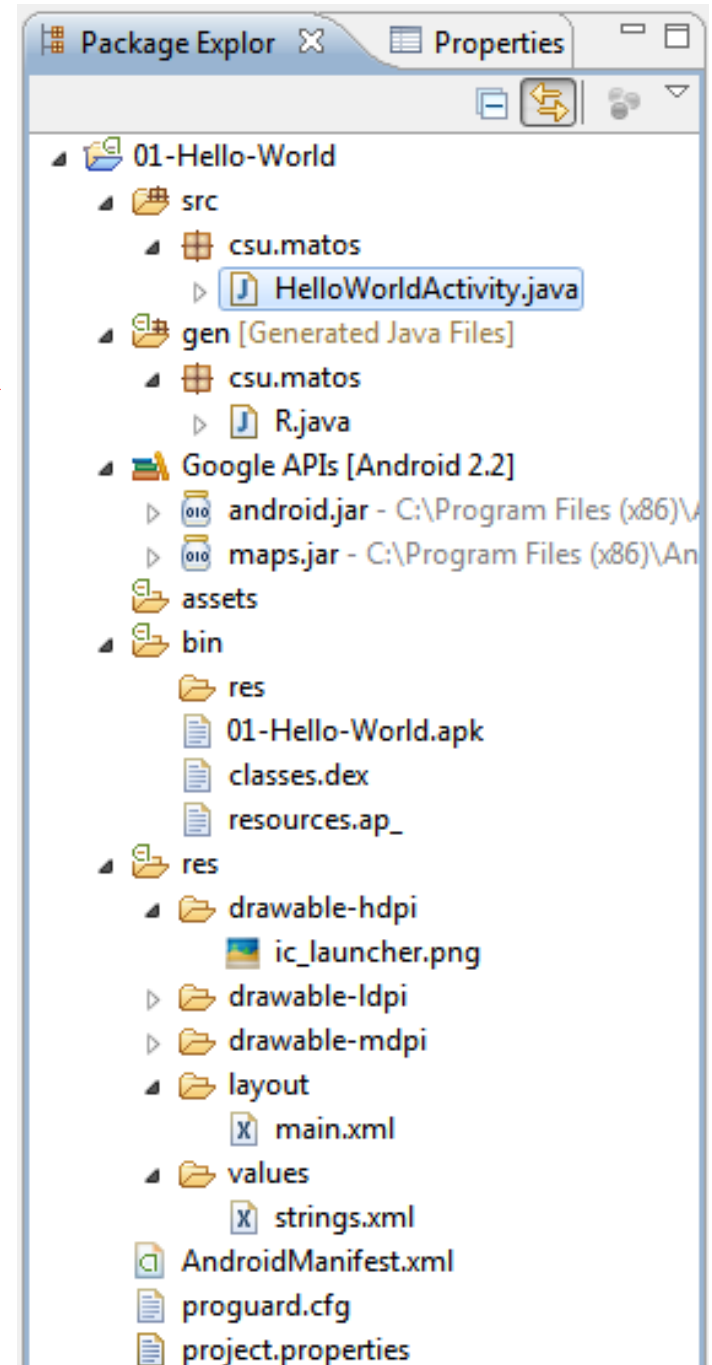 Package Explor Properties
01-Hello-World
src
csu.matos
HelloWorldActivity.java
gen [Generated Java Files]
csu.matos
R.java
Google APIs [Android 2.2]
android.jar - C:\Program Files (x86)\A
maps.jar - C:\Program Files (x86)\An
assets
bin
res
01-Hello-World.apk
classes.dex
resources.ap_
res
drawable-hdpi
ic_launcher.png
drawable-ldpi
drawable-mdpi
layout
main.xml
values
strings.xml
AndroidManifest.xml
proguard.cfg
project.properties